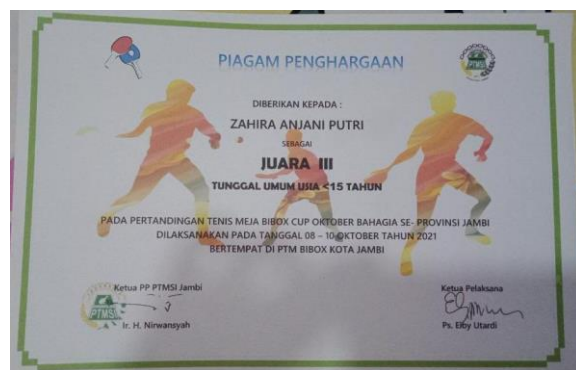 PIAGAM PENGHARGAAN
PTMSI
DIBERIKAN KEPADA :
ZAHIRA ANJANI PUTRI
SEBAGAI
JUARA III
TUNGGAL UMUM USIA <15 TAHUN
PADA PERTANDINGAN TENIS MEJA BIBOX CUP OKTOBER BAHAGIA SE- PROVINSI JAMBI
DILAKSANAKAN PADA TANGGAL 08 – 10 OKTOBER TAHUN 2021
BERTEMPAT DI PTM BIBOX KOTA JAMBI
Ketua PP PTMSI Jambi
PTMSI
Ir. H. Nirwansyah
Ketua Pelaksana
Ps. Elby Utardi